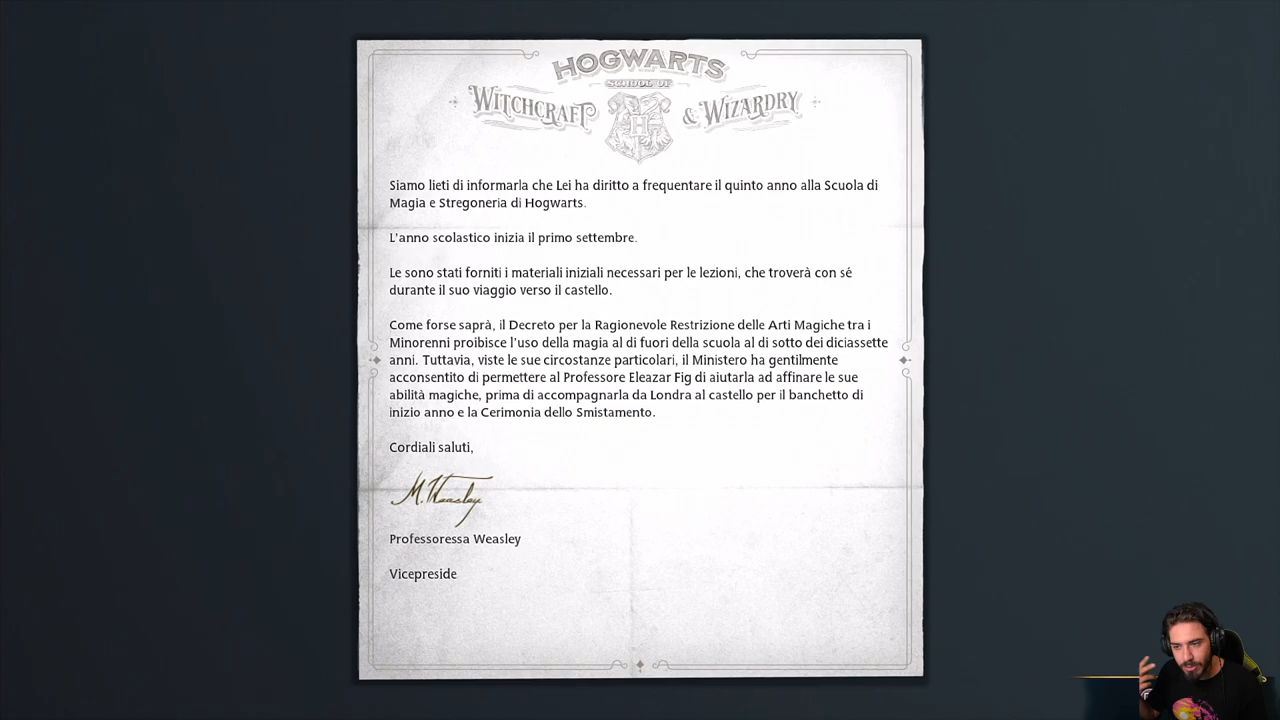 HOGWARTS
SCHOOL OF
WITCHCRAFT & WIZARDRY
H
Siamo lieti di informarla che Lei ha diritto a frequentare il quinto anno alla Scuola di
Magia e Stregoneria di Hogwarts.
L'anno scolastico inizia il primo settembre.
Le sono stati forniti i materiali iniziali necessari per le lezioni, che troverà con sé
durante il suo viaggio verso il castello.
Come forse saprà, il Decreto per la Ragionevole Restrizione delle Arti Magiche tra i
Minorenni proibisce l'uso della magia al di fuori della scuola al di sotto dei diciassette
anni. Tuttavia, viste le sue circostanze particolari, il Ministero ha gentilmente
acconsentito di permettere al Professore Eleazar Fig di aiutarla ad affinare le sue
abilità magiche, prima di accompagnarla da Londra al castello per il banchetto di
inizio anno e la Cerimonia dello Smistamento.
Cordiali saluti,
M. Weasley
Professoressa Weasley
Vicepreside